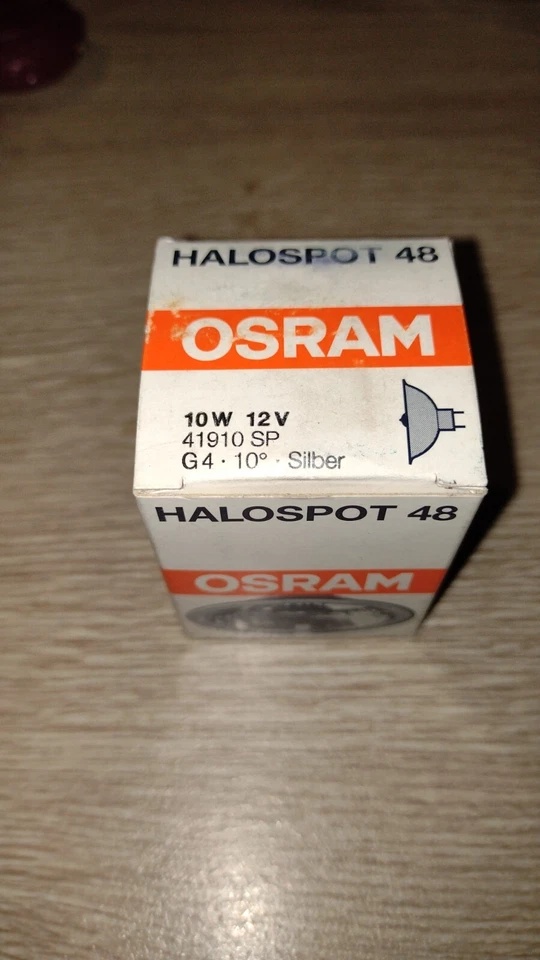 HALOSPOT 48
OSRAM
10W 12V
41910 SP
G4 · 10° · Silber
HALOSPOT 48
OSRAM